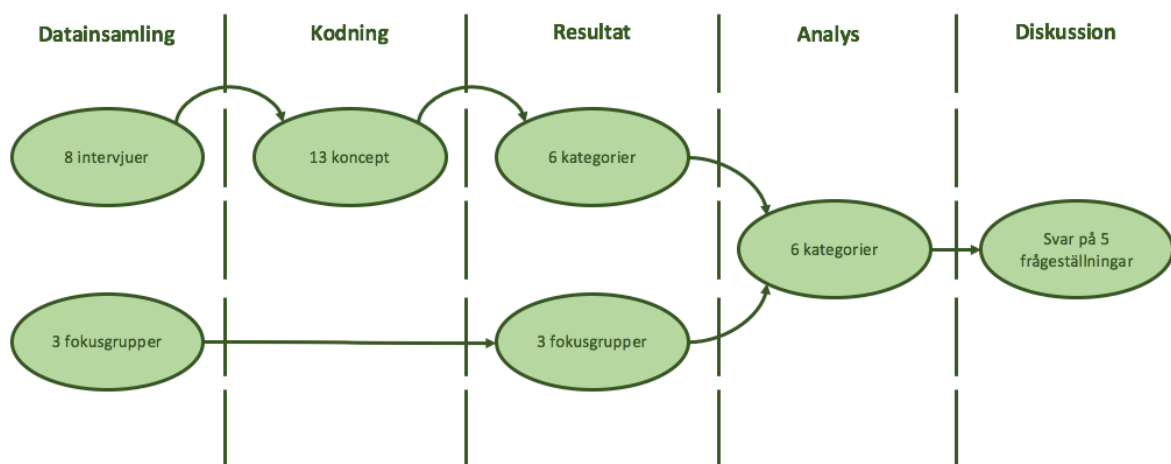 Datainsamling
Kodning
Resultat
Analys
Diskussion
8 intervjuer
13 koncept
6 kategorier
6 kategorier
Svar på 5
frågeställningar
3 fokusgrupper
3 fokusgrupper